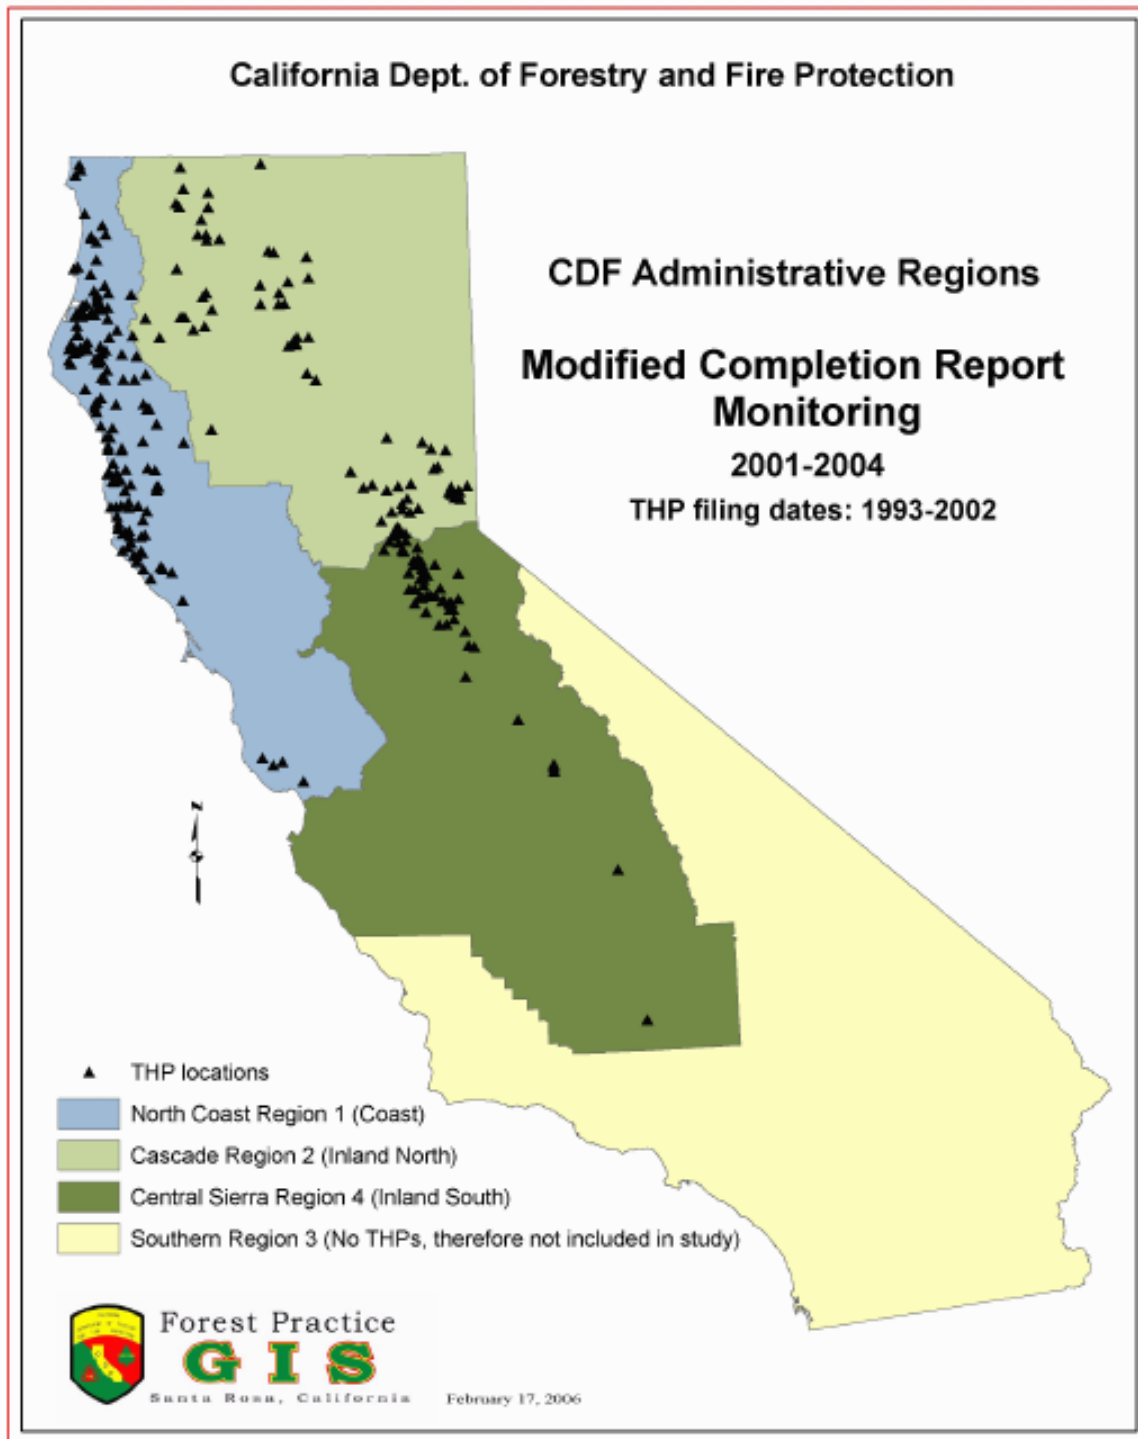 California Dept. of Forestry and Fire Protection
CDF Administrative Regions
Modified Completion Report
Monitoring
2001-2004
THP filing dates: 1993-2002
N
THP locations
North Coast Region 1 (Coast)
Cascade Region 2 (Inland North)
Central Sierra Region 4 (Inland South)
Southern Region 3 (No THPs, therefore not included in study)
Forest Practice
GIS
Santa Rosa, California
February 17, 2006